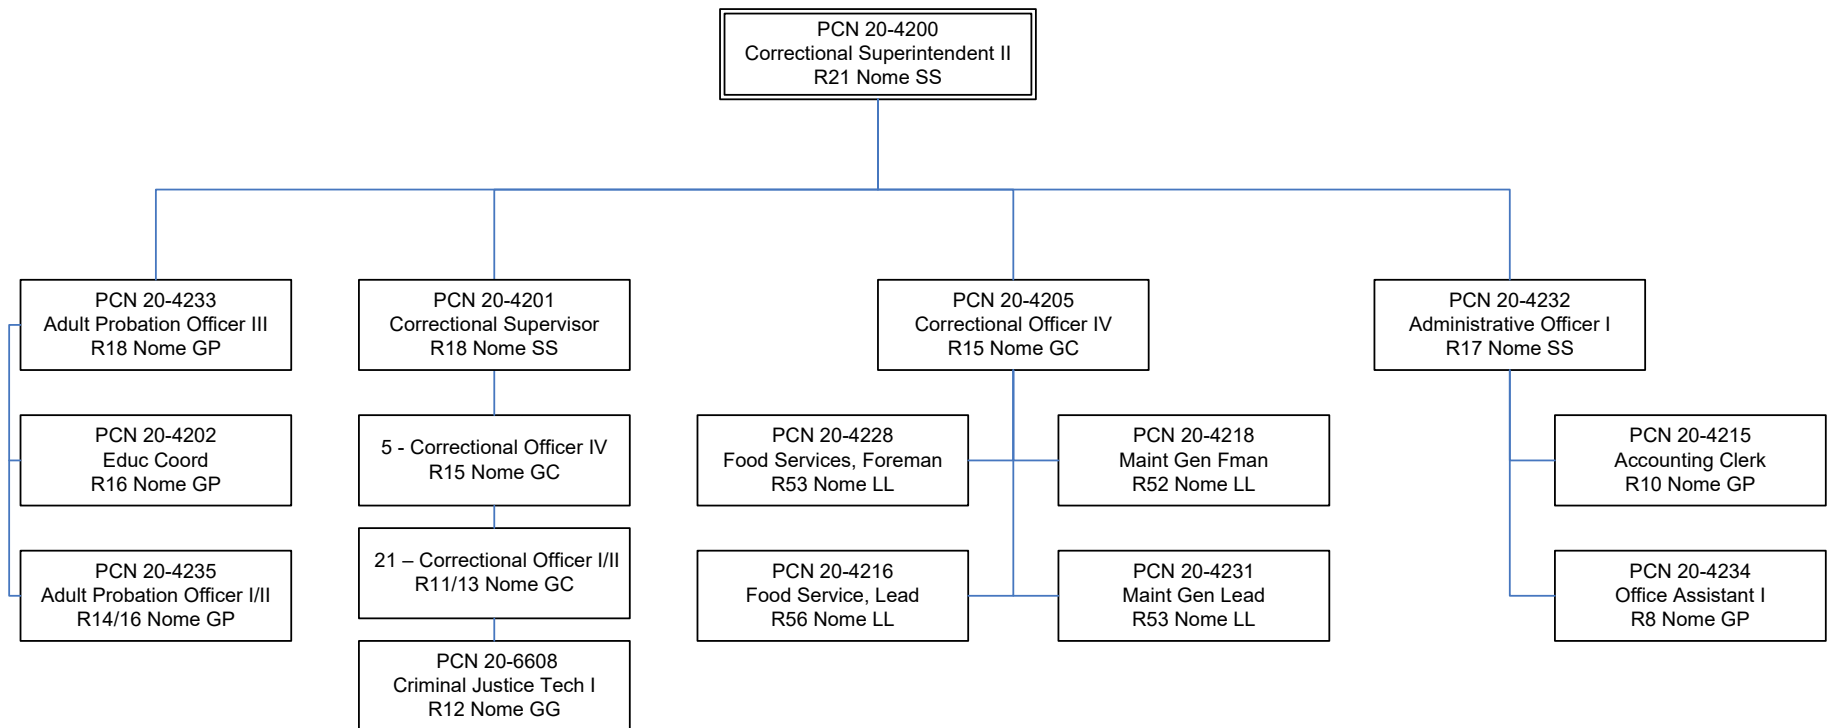 PCN 20-4200
Correctional Superintendent II
R21 Nome SS
PCN 20-4233
Adult Probation Officer III
R18 Nome GP
PCN 20-4201
Correctional Supervisor
R18 Nome SS
PCN 20-4205
Correctional Officer IV
R15 Nome GC
PCN 20-4232
Administrative Officer I
R17 Nome SS
PCN 20-4202
Educ Coord
R16 Nome GP
5 - Correctional Officer IV
R15 Nome GC
PCN 20-4228
Food Services, Foreman
R53 Nome LL
PCN 20-4218
Maint Gen Fman
R52 Nome LL
PCN 20-4215
Accounting Clerk
R10 Nome GP
PCN 20-4235
Adult Probation Officer I/II
R14/16 Nome GP
21 – Correctional Officer I/II
R11/13 Nome GC
PCN 20-4216
Food Service, Lead
R56 Nome LL
PCN 20-4231
Maint Gen Lead
R53 Nome LL
PCN 20-4234
Office Assistant I
R8 Nome GP
PCN 20-6608
Criminal Justice Tech I
R12 Nome GG